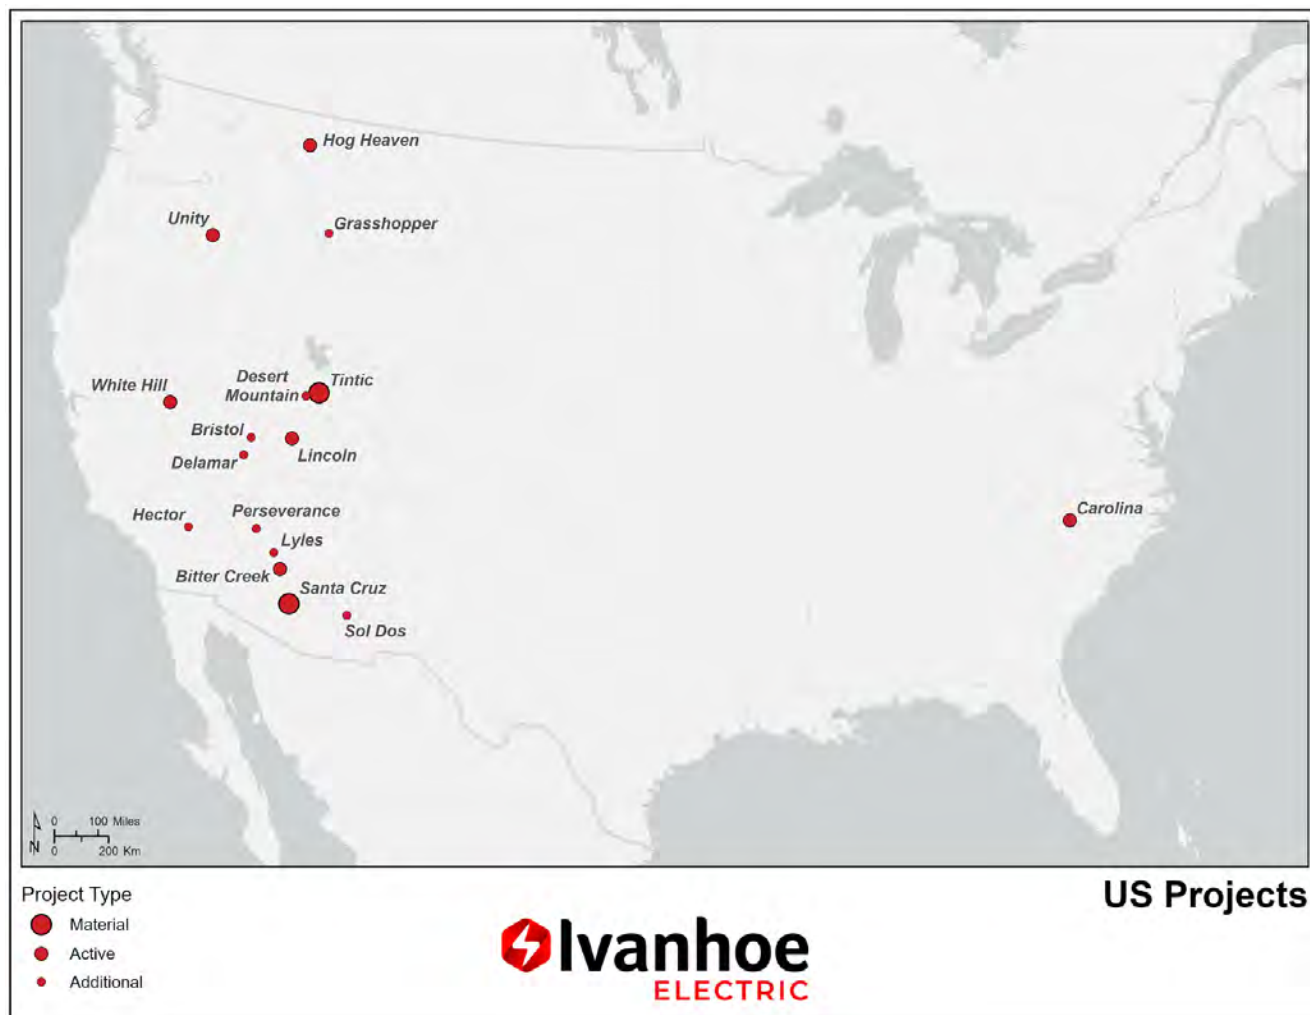 Hog Heaven
Unity
Grasshopper
Desert
Mountain
Tintic
White Hill
Bristol
Lincoln
Delamar
Hector
Perseverance
Lyles
Bitter Creek
Santa Cruz
Sol Dos
Carolina
N
0 100 Miles
0 200 Km
US Projects
Project Type
Material
Active
Additional
Ivanhoe
ELECTRIC